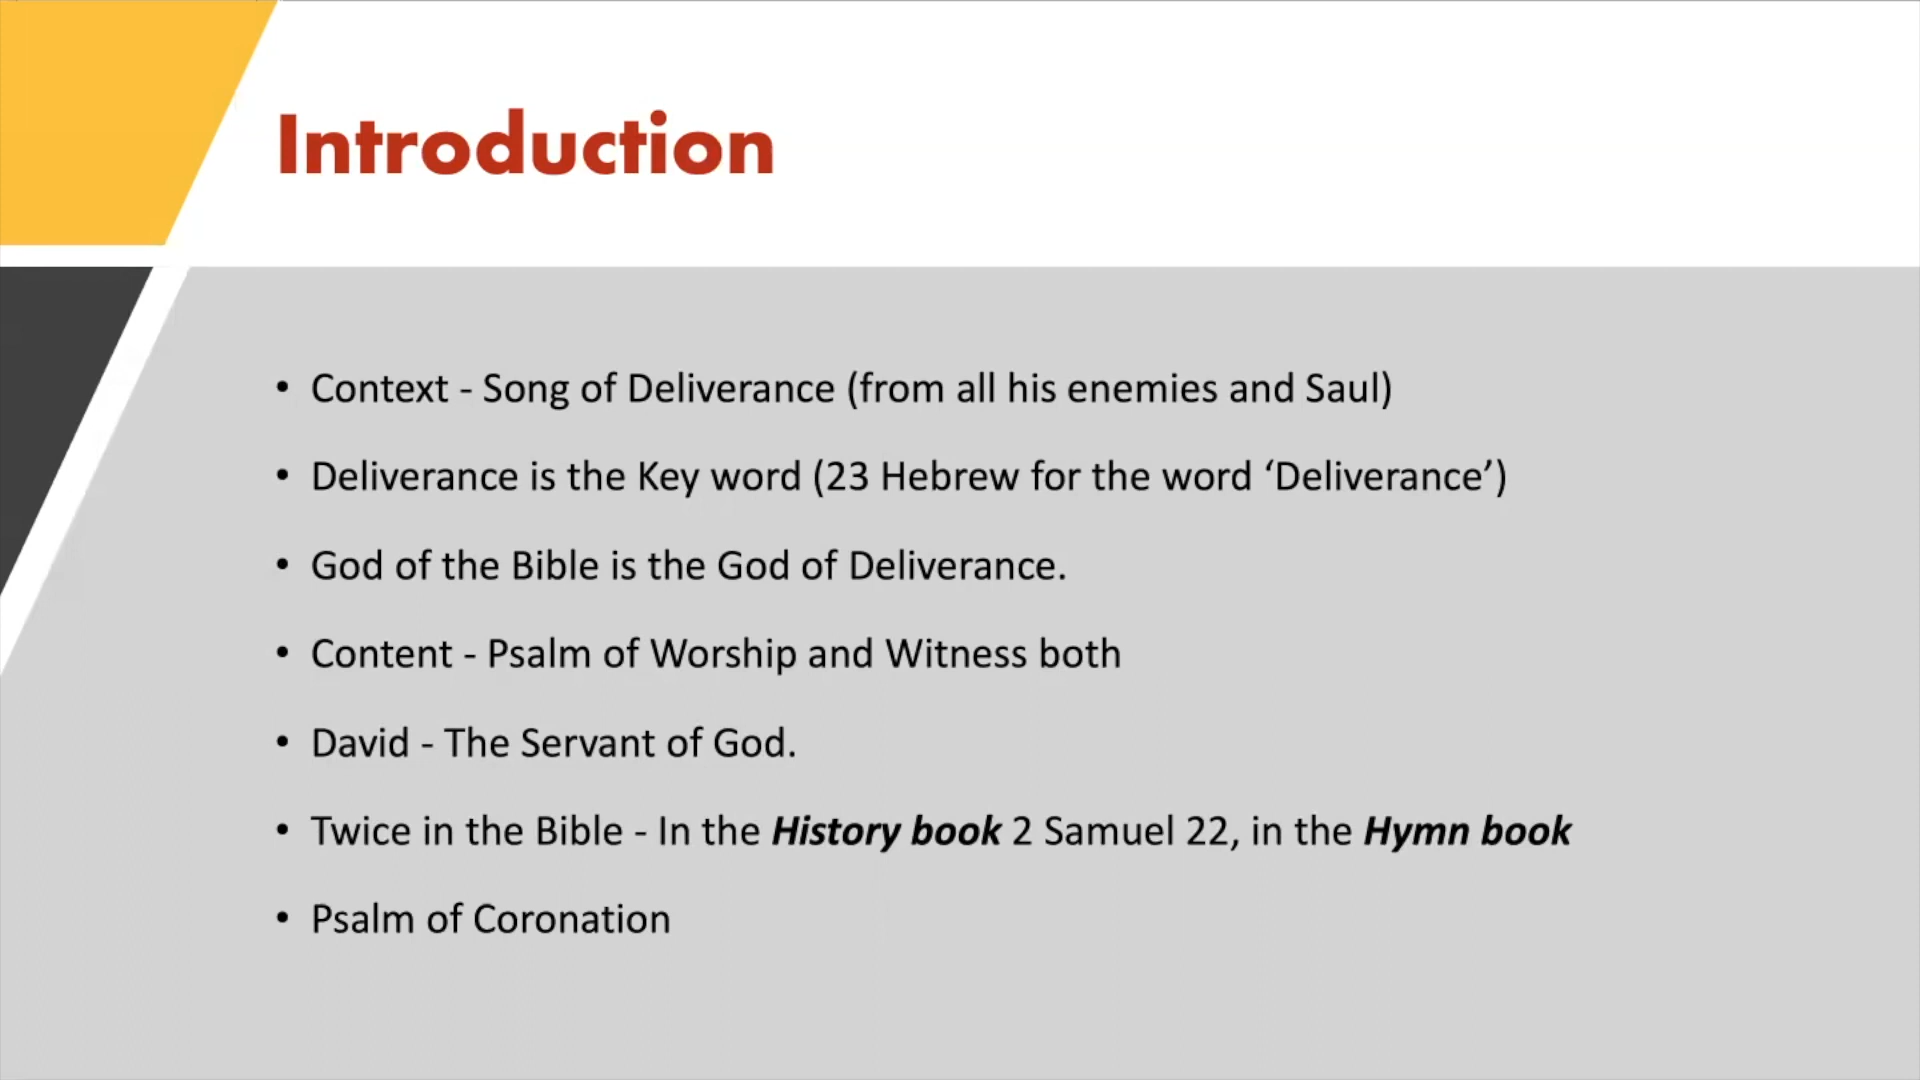 Introduction
• Context - Song of Deliverance (from all his enemies and Saul)
• Deliverance is the Key word (23 Hebrew for the word ‘Deliverance’)
• God of the Bible is the God of Deliverance.
• Content - Psalm of Worship and Witness both
• David - The Servant of God.
• Twice in the Bible - In the History book 2 Samuel 22, in the Hymn book
• Psalm of Coronation